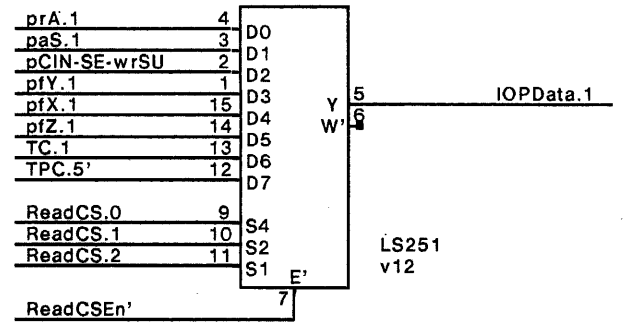 prA.1 4 D0
paS.1 3 D1
pCIN-SE-wrSU 2 D2
pfY.1 1 D3
pfX.1 15 D4
pfZ.1 14 D5
TC.1 13 D6
TPC.5' 12 D7
Y 5 IOPData.1
W' 6
ReadCS.0 9 S4
ReadCS.1 10 S2
ReadCS.2 11 S1
E'
LS251
v12
7
ReadCSEn'